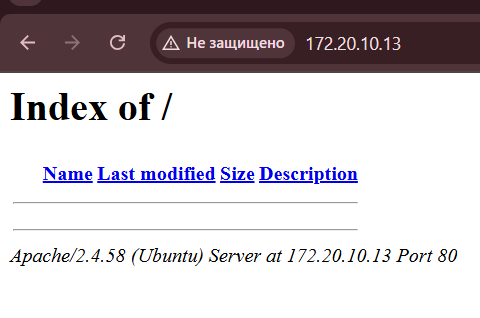 Не защищено 172.20.10.13
Index of /
Name Last modified Size Description
Apache/2.4.58 (Ubuntu) Server at 172.20.10.13 Port 80